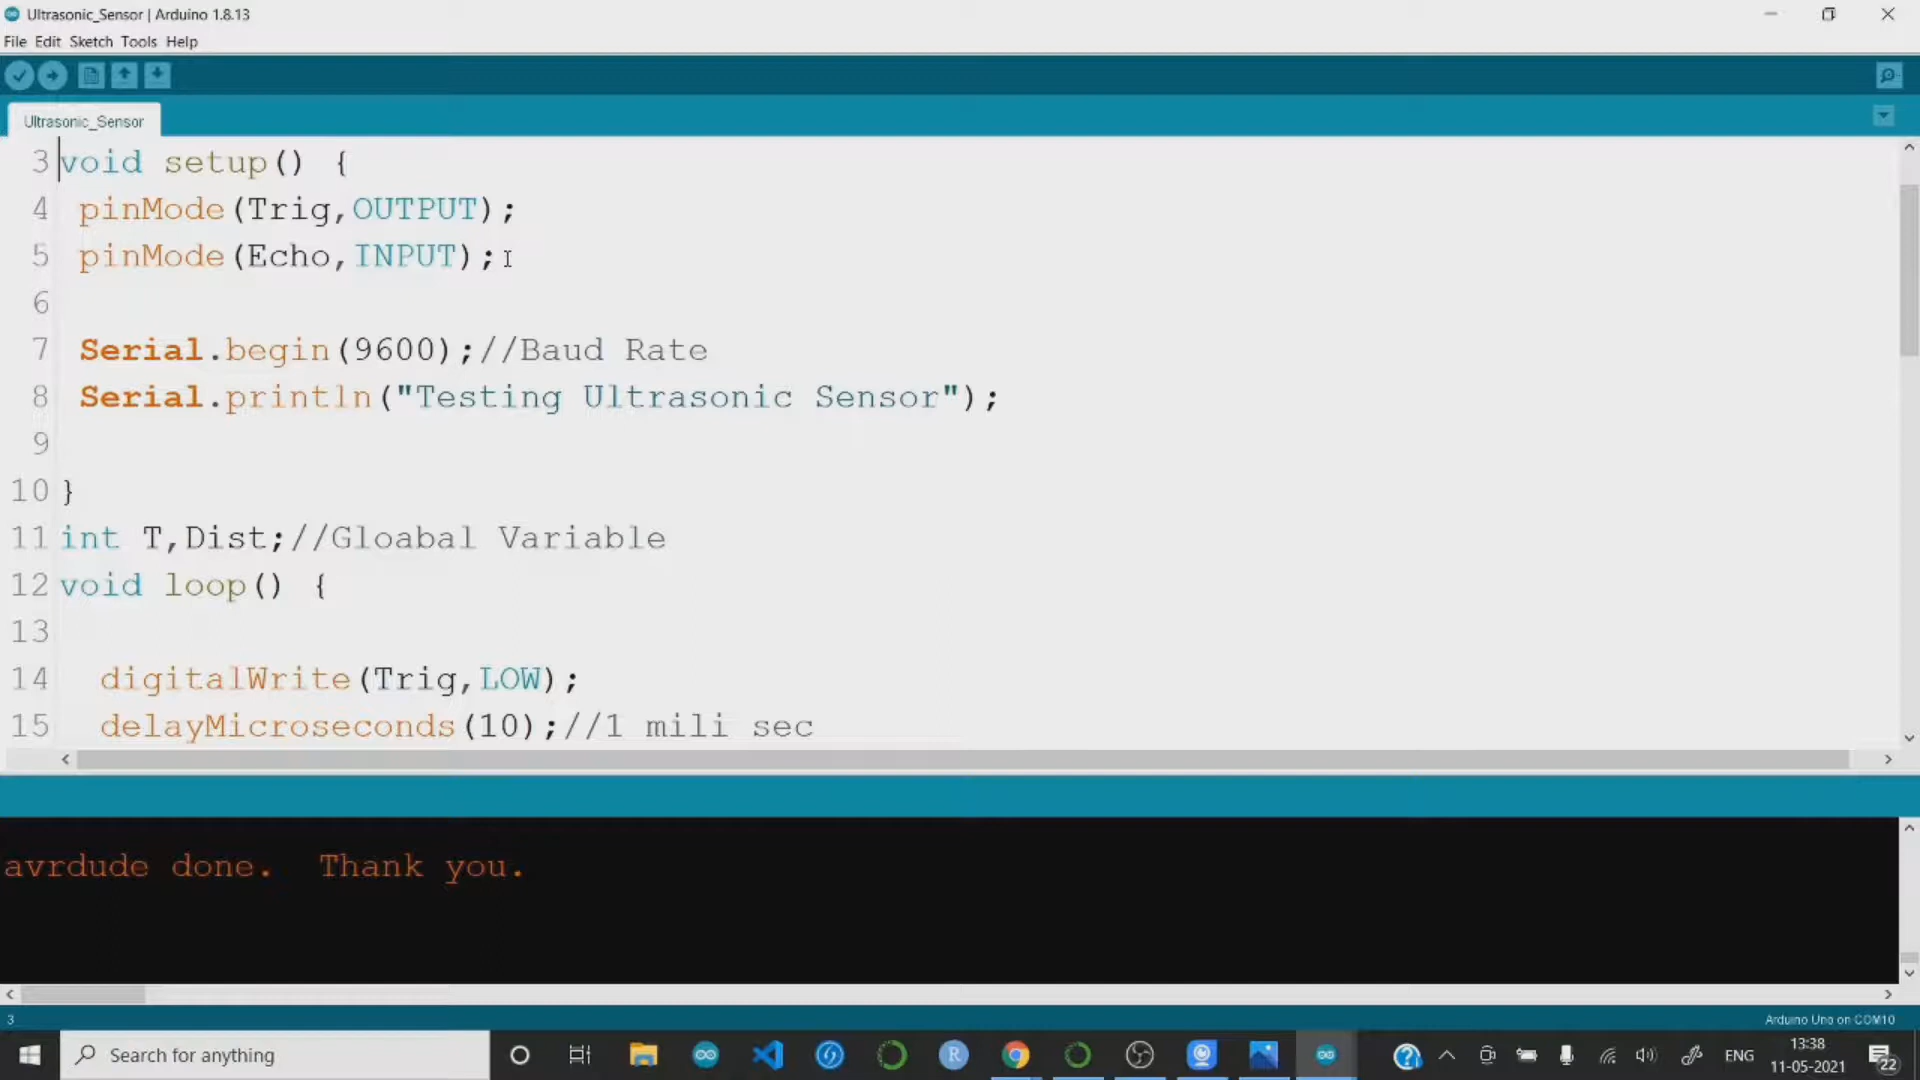 Ultrasonic_Sensor | Arduino 1.8.13
File Edit Sketch Tools Help
Ultrasonic_Sensor
3 void setup() {
4 pinMode(Trig,OUTPUT);
5 pinMode(Echo,INPUT);
6
7 Serial.begin(9600);//Baud Rate
8 Serial.println("Testing Ultrasonic Sensor");
9
10 }
11 int T,Dist;//Gloabal Variable
12 void loop() {
13
14 digitalWrite(Trig,LOW);
15 delayMicroseconds(10);//1 mili sec
avrdude done.  Thank you.
3
Arduino Uno on COM10
Search for anything
R
ENG
13:38
11-05-2021
22